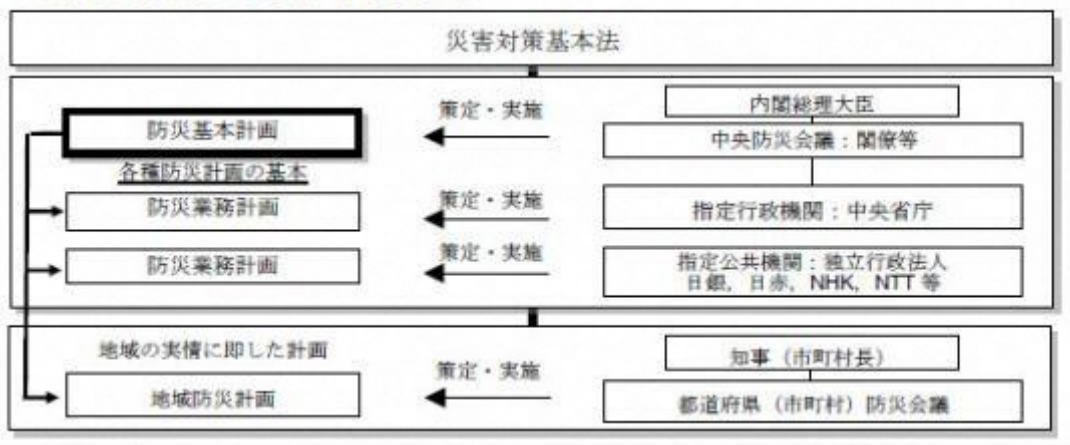 災害対策基本法
内閣総理大臣
策定・実施
防災基本計画
中央防災会議：閣僚等
各種防災計画の基本
策定・実施
防災業務計画
指定行政機関：中央省庁
策定・実施
防災業務計画
指定公共機関：独立行政法人
日銀，日赤，NHK，NTT 等
地域の実情に即した計画
知事（市町村長）
策定・実施
地域防災計画
都道府県（市町村）防災会議